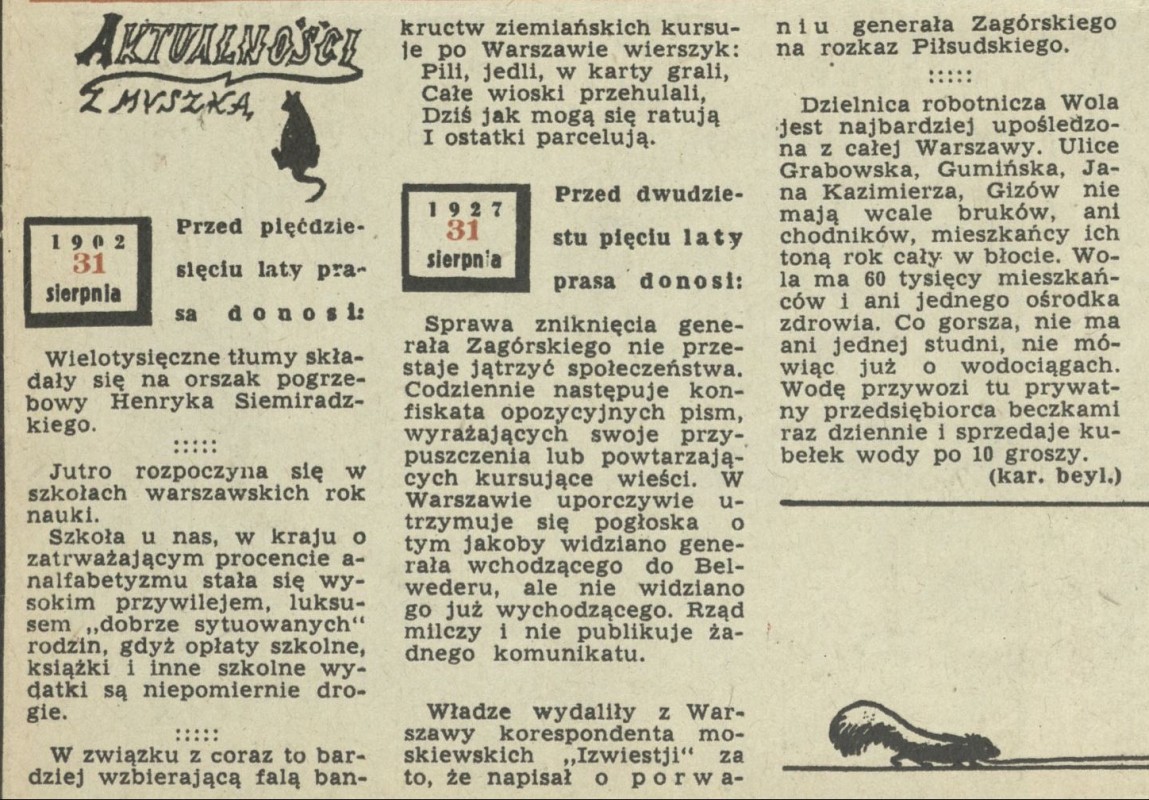 AKTUALNOŚCI
Z MYSZKĄ
1902
31
sierpnia
Przed pięćdzie-
sięciu laty pra-
sa donosi:
Wielotysięczne tłumy skła-
dały się na orszak pogrze-
bowy Henryka Siemiradz-
kiego.
:::::
Jutro rozpoczyna się w
szkołach warszawskich rok
nauki.
Szkoła u nas, w kraju o
zatrważającym procencie a-
nalfabetyzmu stała się wy-
sokim przywilejem, luksu-
sem „dobrze sytuowanych"
rodzin, gdyż opłaty szkolne,
książki i inne szkolne wy-
datki są niepomiernie dro-
gie.
:::::
W związku z coraz to bar-
dziej wzbierającą falą ban-
kructw ziemiańskich kursu-
je po Warszawie wierszyk:
Pili, jedli, w karty grali,
Całe wioski przehulali,
Dziś jak mogą się ratują
I ostatki parcelują.
1927
31
sierpnia
Przed dwudzie-
stu pięciu laty
prasa donosi:
Sprawa zniknięcia gene-
rała Zagórskiego nie prze-
staje jątrzyć społeczeństwa.
Codziennie następuje kon-
fiskata opozycyjnych pism,
wyrażających swoje przy-
puszczenia lub powtarzają-
cych kursujące wieści. W
Warszawie uporczywie u-
trzymuje się pogłoska o
tym jakoby widziano gene-
rała wchodzącego do Bel-
wederu, ale nie widziano
go już wychodzącego. Rząd
milczy i nie publikuje ża-
dnego komunikatu.
Władze wydaliły z War-
szawy korespondenta mo-
skiewskich „Izwiestji" za
to, że napisał o porwa-
niu generała Zagórskiego
na rozkaz Piłsudskiego.
:::::
Dzielnica robotnicza Wola
jest najbardziej upośledzo-
na z całej Warszawy. Ulice
Grabowska, Gumińska, Ja-
na Kazimierza, Gizów nie
mają wcale bruków, ani
chodników, mieszkańcy ich
toną rok cały w błocie. Wo-
la ma 60 tysięcy mieszkań-
ców i ani jednego ośrodka
zdrowia. Co gorsza, nie ma
ani jednej studni, nie mó-
wiąc już o wodociągach.
Wodę przywozi tu prywat-
ny przedsiębiorca beczkami
raz dziennie i sprzedaje ku-
bełek wody po 10 groszy.
(kar. beyl.)